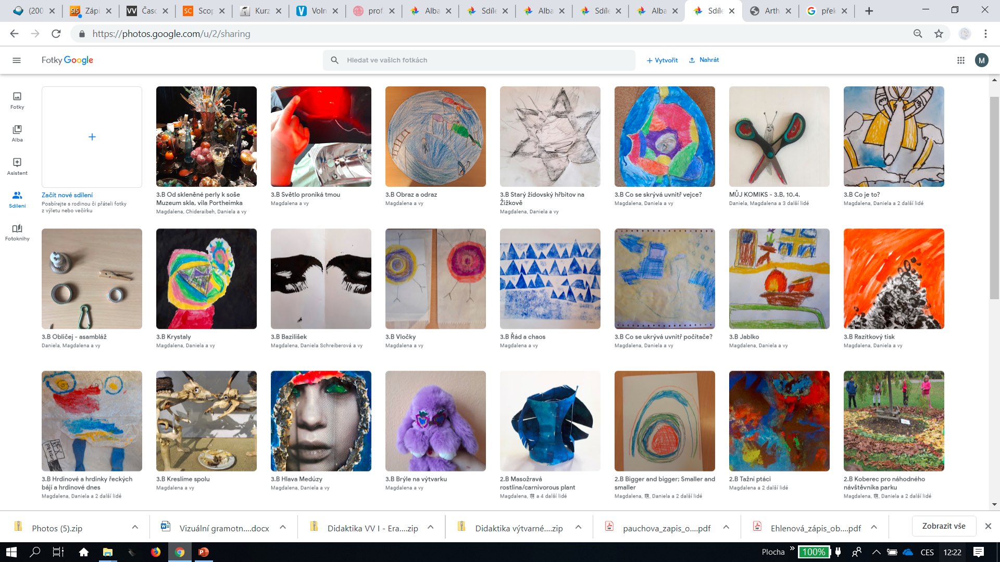 (200
Zápi
Časo
Scop
Kurz
Voln
prof.
Alba
Sdíle
Alba
Sdíle
Alba
Sdíle
Arth
přek
https://photos.google.com/u/2/sharing
Fotky Google
Hledat ve vašich fotkách
Vytvořit
Nahrát
M
Fotky
Alba
Asistent
Sdílení
Fotoknihy
Začít nové sdílení
Posbírejte s rodinou či přáteli fotky
z výletu nebo večírku
3.B Od skleněné perly k soše
Muzeum skla, vila Portheimka
Magdalena, Chideraibeh, Daniela a vy
3.B Světlo proniká tmou
Magdalena a vy
3.B Obraz a odraz
Magdalena a vy
3.B Starý židovský hřbitov na
Žižkově
Magdalena, Daniela a vy
3.B Co se skrývá uvnitř vejce?
Magdalena, Daniela a vy
MŮJ KOMIKS - 3.B, 10.4.
Daniela, Magdalena a 3 další lidé
3.B Co je to?
Magdalena, Daniela a 2 další lidé
3.B Obličej - asambláž
Daniela, Magdalena a vy
3.B Krystaly
Magdalena, Daniela a vy
3.B Bazilišek
Magdalena, Daniela Schreiberová a vy
3.B Vločky
Magdalena a vy
3.B Řád a chaos
Magdalena, Daniela a vy
3.B Co se ukrývá uvnitř počítače?
Magdalena, Daniela a vy
3.B Jablko
Magdalena, Daniela a vy
3.B Razítkový tisk
Magdalena, Daniela a vy
3.B Hrdinové a hrdinky řeckých
bájí a hrdinové dnes
Magdalena, Daniela a 2 další lidé
3.B Kreslíme spolu
Magdalena a vy
3.B Hlava Medúzy
Magdalena, Daniela a vy
3.B Brýle na výtvarku
Magdalena a vy
2.B Masožravá
rostlina/carnivorous plant
Magdalena, 萌 a 4 další lidé
2.B Bigger and bigger; Smaller and
smaller
Magdalena, 萌, Daniela a 2 další lidé
2.B Tažní ptáci
Magdalena a 2 další lidé
2.B Koberec pro náhodného
návštěvníka parku
Magdalena, 萌, Daniela a 2 další lidé
Photos (5).zip
Vizuální gramotn....docx
Didaktika VV I - Era....zip
Didaktika výtvarné....zip
pauchova_zapis_o....pdf
Ehlenová_zápis_ob....pdf
Zobrazit vše
Plocha
100%
CES
12:22